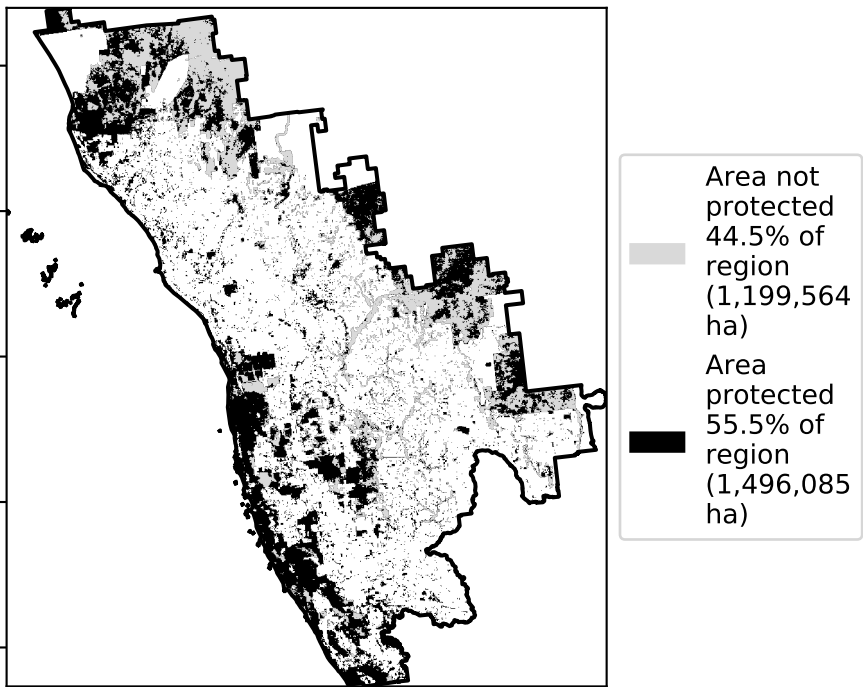 Area not
protected
44.5% of
region
(1,199,564
ha)
Area
protected
55.5% of
region
(1,496,085
ha)